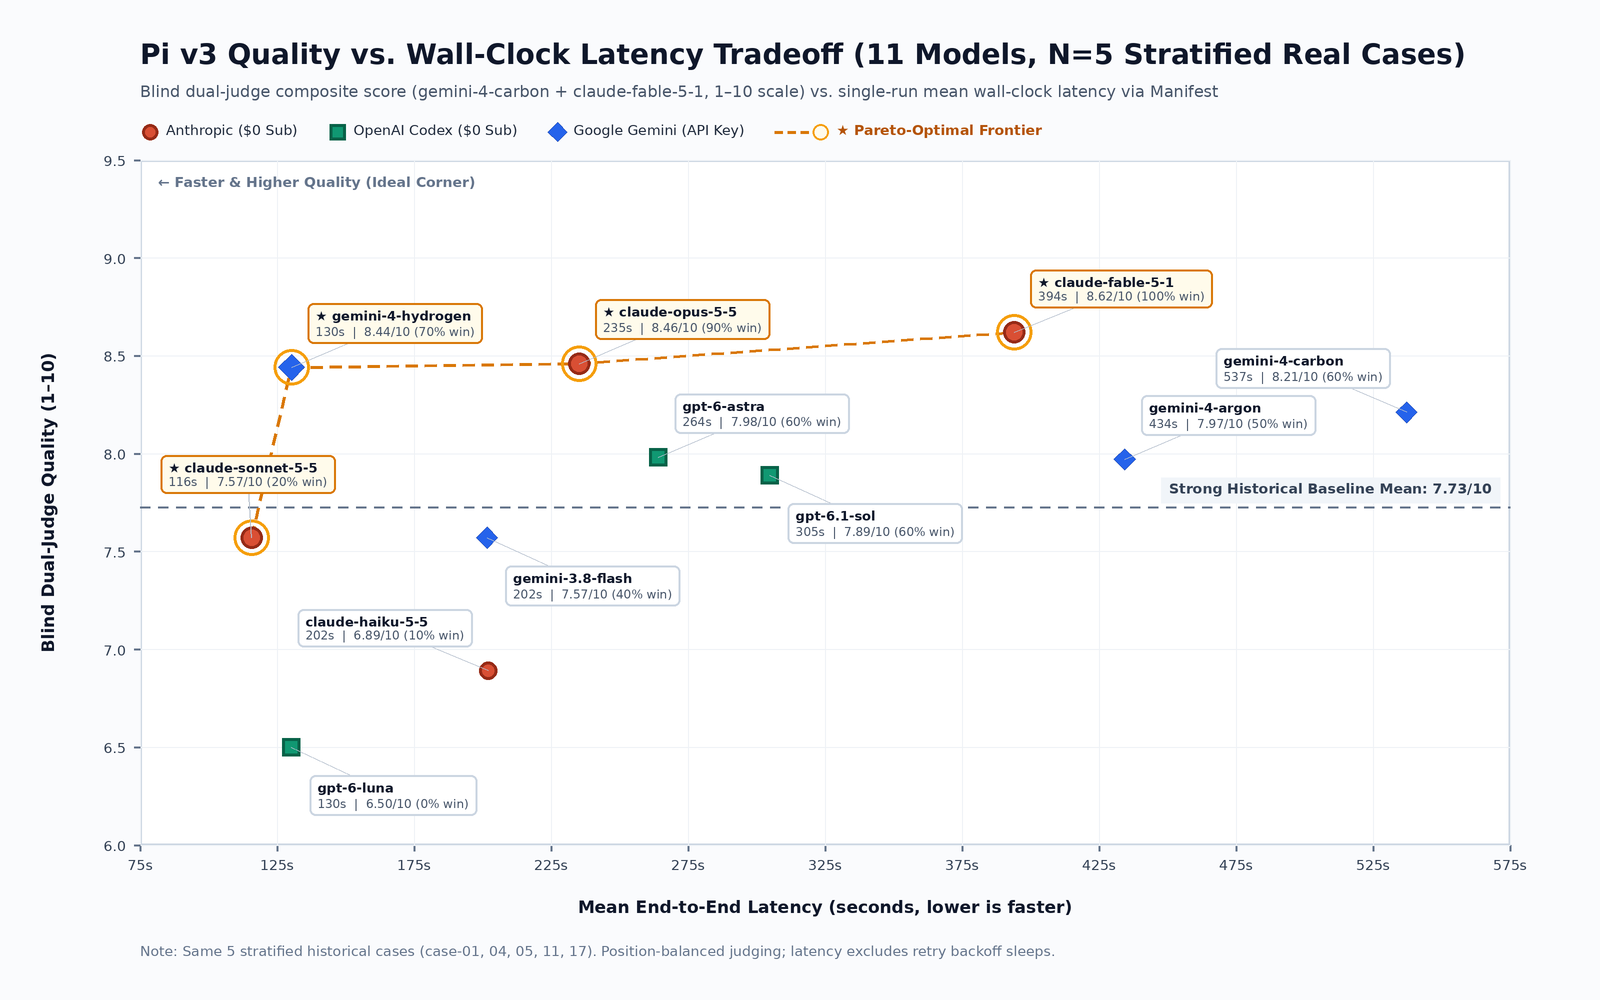 Pi v3 Quality vs. Wall-Clock Latency Tradeoff (11 Models, N=5 Stratified Real Cases)
Blind dual-judge composite score (gemini-4-carbon + claude-fable-5-1, 1–10 scale) vs. single-run mean wall-clock latency via Manifest
Anthropic ($0 Sub)
OpenAI Codex ($0 Sub)
Google Gemini (API Key)
★ Pareto-Optimal Frontier
← Faster & Higher Quality (Ideal Corner)
Blind Dual-Judge Quality (1–10)
9.5
9.0
8.5
8.0
7.5
7.0
6.5
6.0
★ claude-fable-5-1
394s | 8.62/10 (100% win)
★ claude-opus-5-5
235s | 8.46/10 (90% win)
★ gemini-4-hydrogen
130s | 8.44/10 (70% win)
gemini-4-carbon
537s | 8.21/10 (60% win)
gpt-6-astra
264s | 7.98/10 (60% win)
gemini-4-argon
434s | 7.97/10 (50% win)
★ claude-sonnet-5-5
116s | 7.57/10 (20% win)
Strong Historical Baseline Mean: 7.73/10
gpt-6.1-sol
305s | 7.89/10 (60% win)
gemini-3.8-flash
202s | 7.57/10 (40% win)
claude-haiku-5-5
202s | 6.89/10 (10% win)
gpt-6-luna
130s | 6.50/10 (0% win)
75s
125s
175s
225s
275s
325s
375s
425s
475s
525s
575s
Mean End-to-End Latency (seconds, lower is faster)
Note: Same 5 stratified historical cases (case-01, 04, 05, 11, 17). Position-balanced judging; latency excludes retry backoff sleeps.